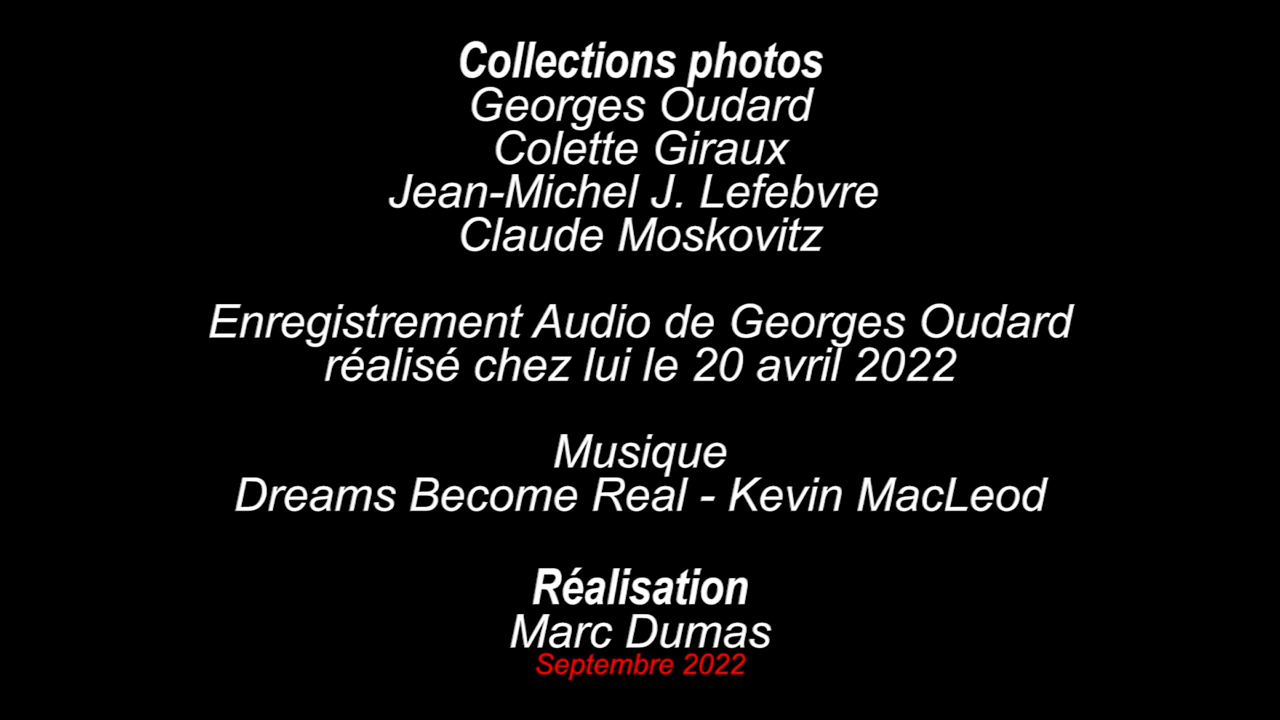 Collections photos
Georges Oudard
Colette Giraux
Jean-Michel J. Lefebvre
Claude Moskovitz
Enregistrement Audio de Georges Oudard
réalisé chez lui le 20 avril 2022
Musique
Dreams Become Real - Kevin MacLeod
Réalisation
Marc Dumas
Septembre 2022